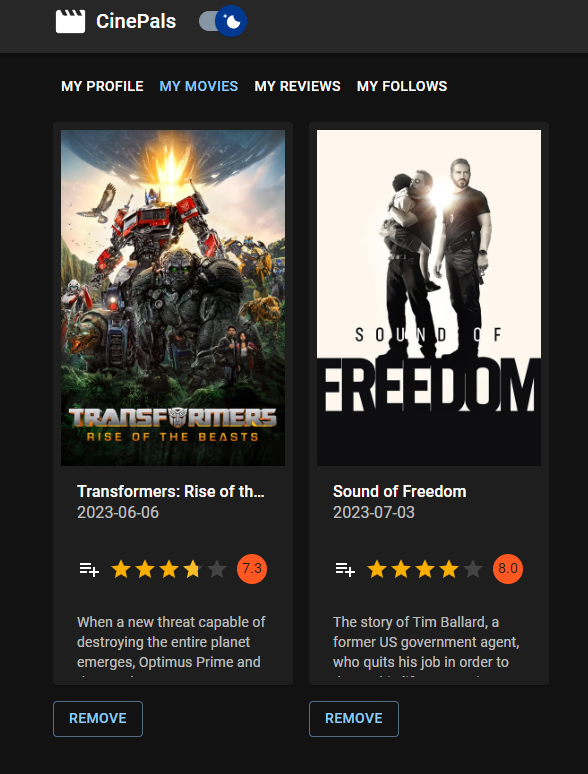 CinePals
MY PROFILE MY MOVIES MY REVIEWS MY FOLLOWS
TRANSFORMERS
RISE OF THE BEASTS
Transformers: Rise of th...
2023-06-06
7.3
When a new threat capable of
destroying the entire planet
emerges, Optimus Prime and
REMOVE
SOUND OF
FREEDOM
Sound of Freedom
2023-07-03
8.0
The story of Tim Ballard, a
former US government agent,
who quits his job in order to
REMOVE